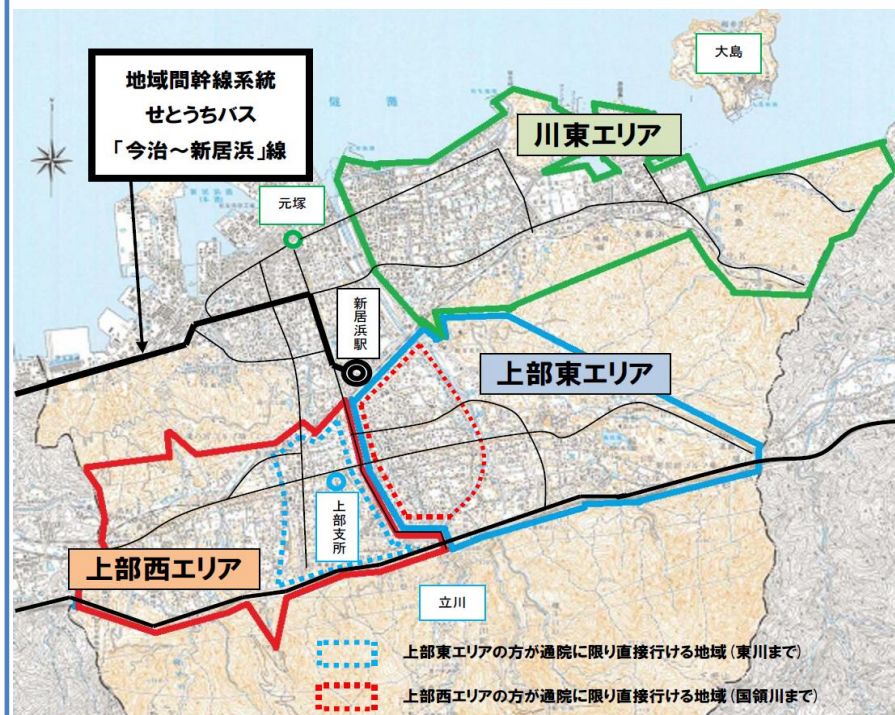 地域間幹線系統
せとうちバス
「今治～新居浜」線
大島
川東エリア
元塚
新居浜駅
上部東エリア
上部支所
上部西エリア
立川
上部東エリアの方が通院に限り直接行ける地域(東川まで)
上部西エリアの方が通院に限り直接行ける地域(国領川まで)